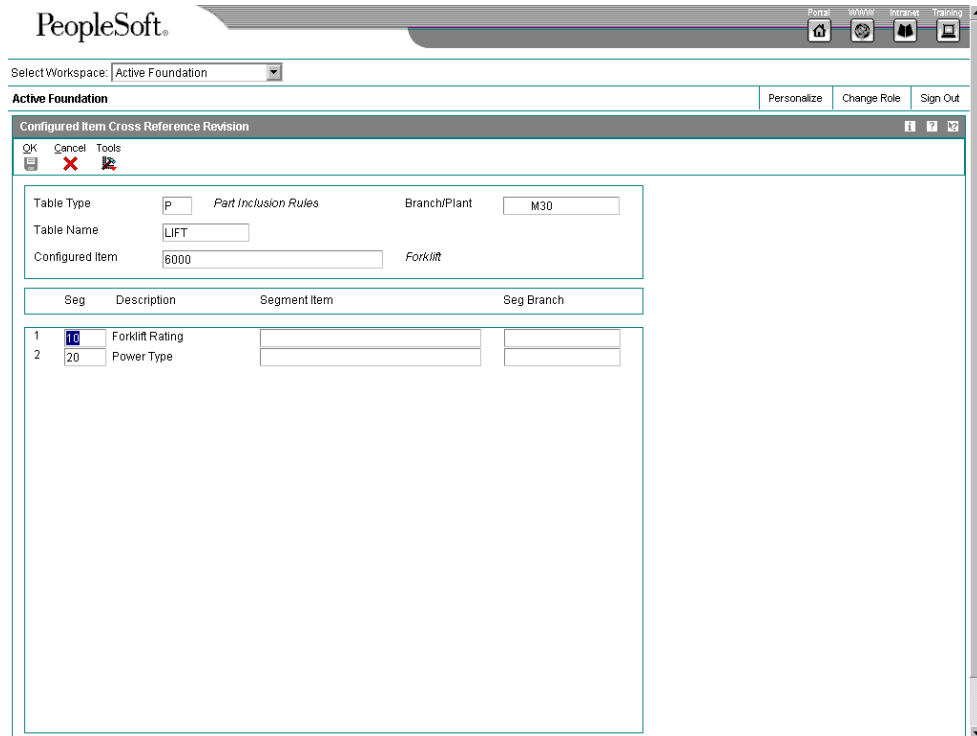 PeopleSoft.
Portal WWW Intranet Training
Select Workspace: Active Foundation
Active Foundation Personalize Change Role Sign Out
Configured Item Cross Reference Revision
OK Cancel Tools
Table Type P Part Inclusion Rules Branch/Plant M30
Table Name LIFT
Configured Item 6000 Forklift
Seg Description Segment Item Seg Branch
1 10 Forklift Rating
2 20 Power Type